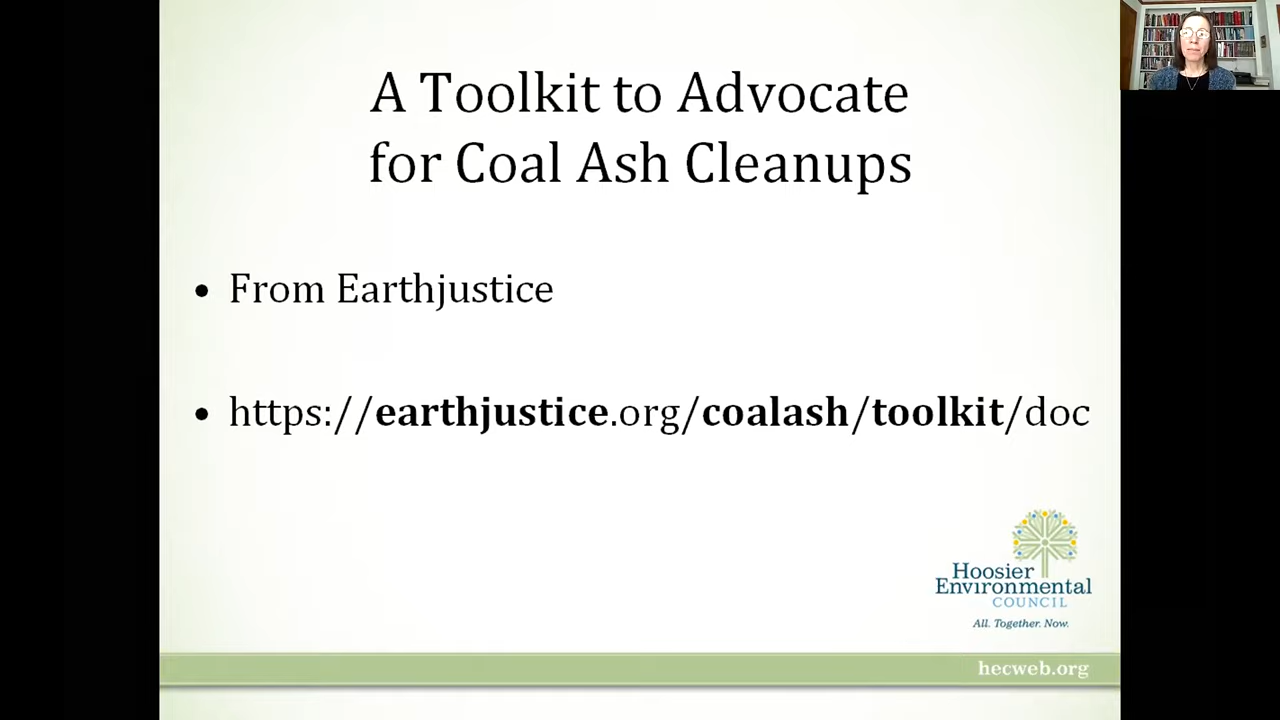 A Toolkit to Advocate
for Coal Ash Cleanups
• From Earthjustice
• https://earthjustice.org/coalash/toolkit/doc
Hoosier
Environmental
COUNCIL
All. Together. Now.
hecweb.org